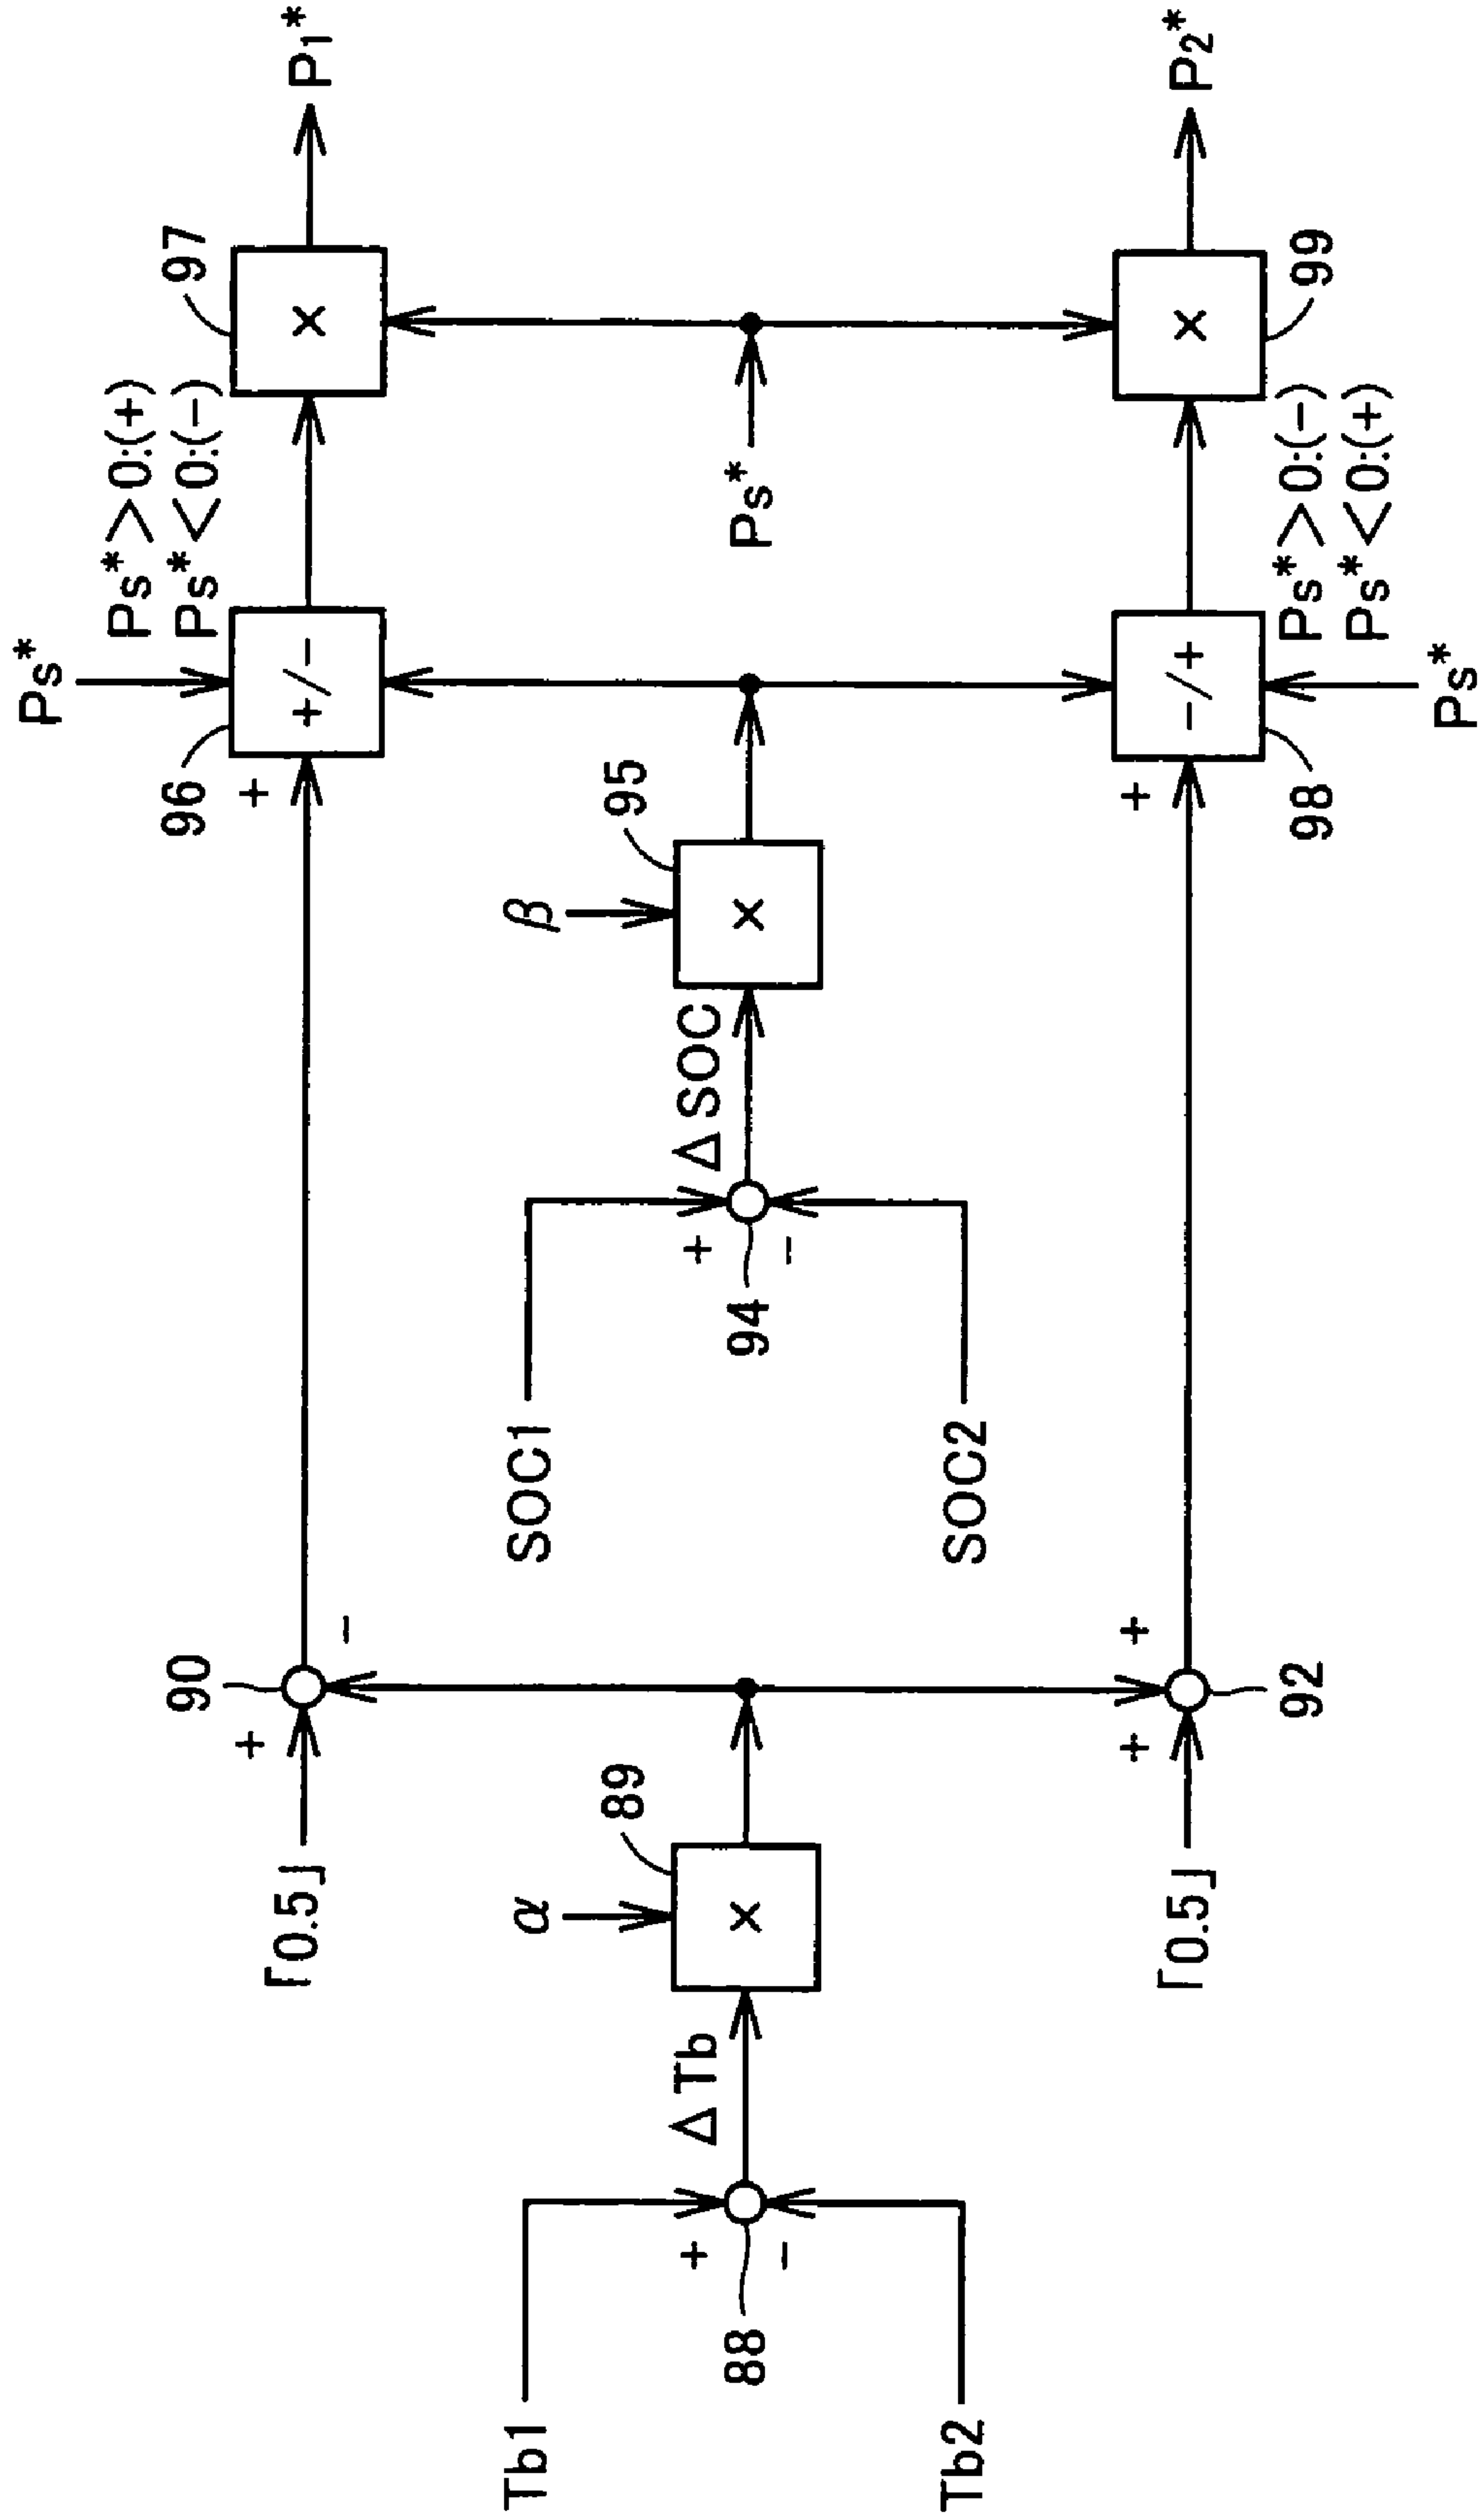 Ps*
Ps*>0:(+)
Ps*<0:(-)
96
+
+/-
97
×
P1*
90
+
-
「0.5」
β
95
×
Ps*
α
89
×
SOC1
+
94
-
ΔSOC
SOC2
Tb1
+
88
-
ΔTb
Tb2
「0.5」
+
+
92
+
-/+
98
Ps*>0:(-)
Ps*<0:(+)
Ps*
×
99
P2*